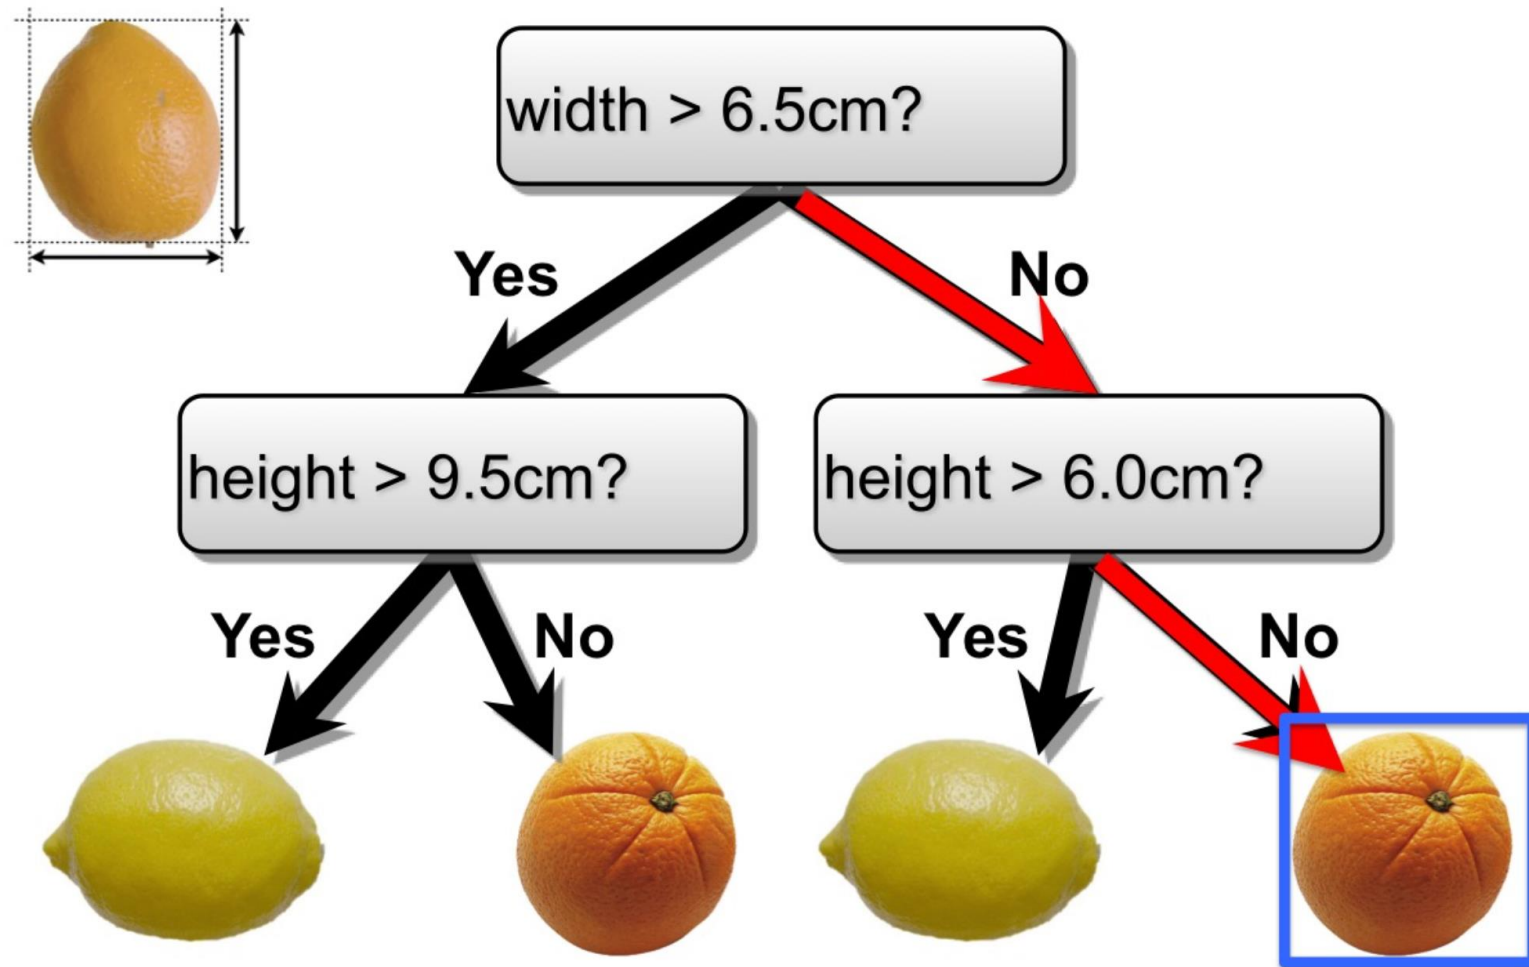 width > 6.5cm?
Yes
No
height > 9.5cm?
height > 6.0cm?
Yes
No
Yes
No